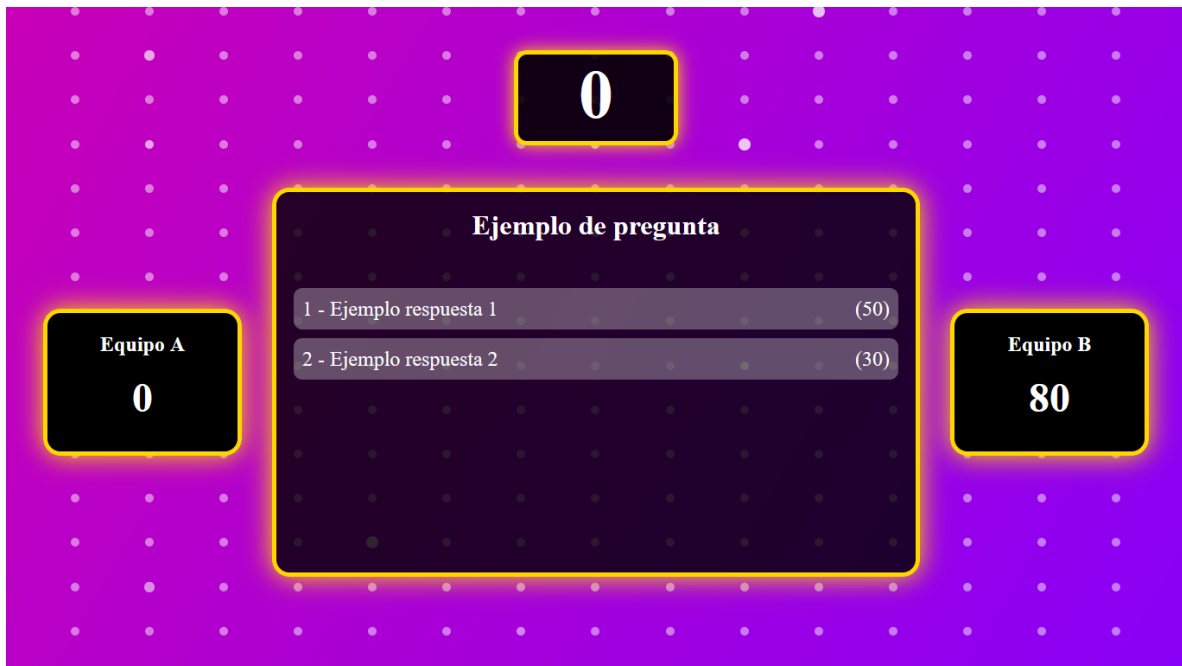 0
Ejemplo de pregunta
1 - Ejemplo respuesta 1 (50)
2 - Ejemplo respuesta 2 (30)
Equipo A
0
Equipo B
80